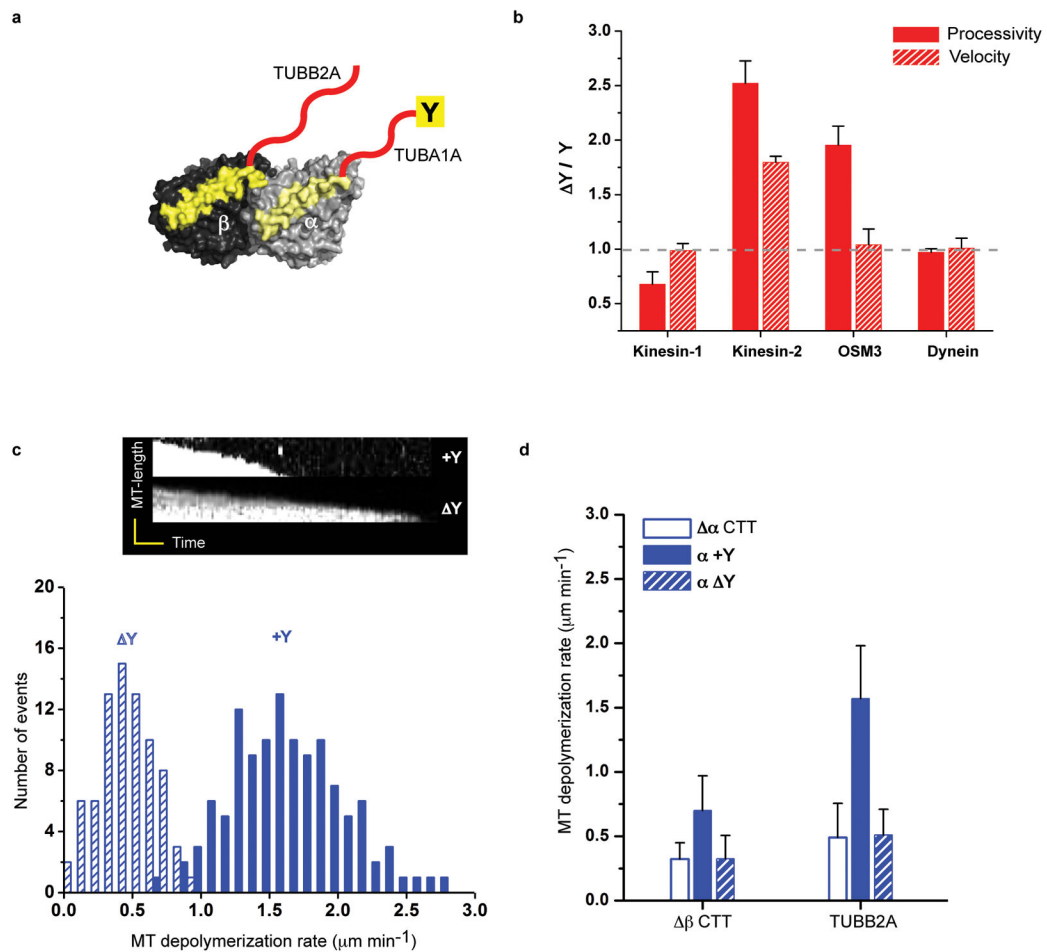 a
TUBB2A
Y
TUBA1A
β
α
b
3.0
2.5
2.0
1.5
1.0
0.5
ΔY / Y
Processivity
Velocity
Kinesin-1 Kinesin-2 OSM3 Dynein
c
MT-length
+Y
ΔY
Time
20
16
12
8
4
0
Number of events
ΔY +Y
0.0 0.5 1.0 1.5 2.0 2.5 3.0
MT depolymerization rate (μm min⁻¹)
d
3.0
2.5
2.0
1.5
1.0
0.5
0.0
MT depolymerization rate (μm min⁻¹)
Δα CTT
α +Y
α ΔY
Δβ CTT TUBB2A